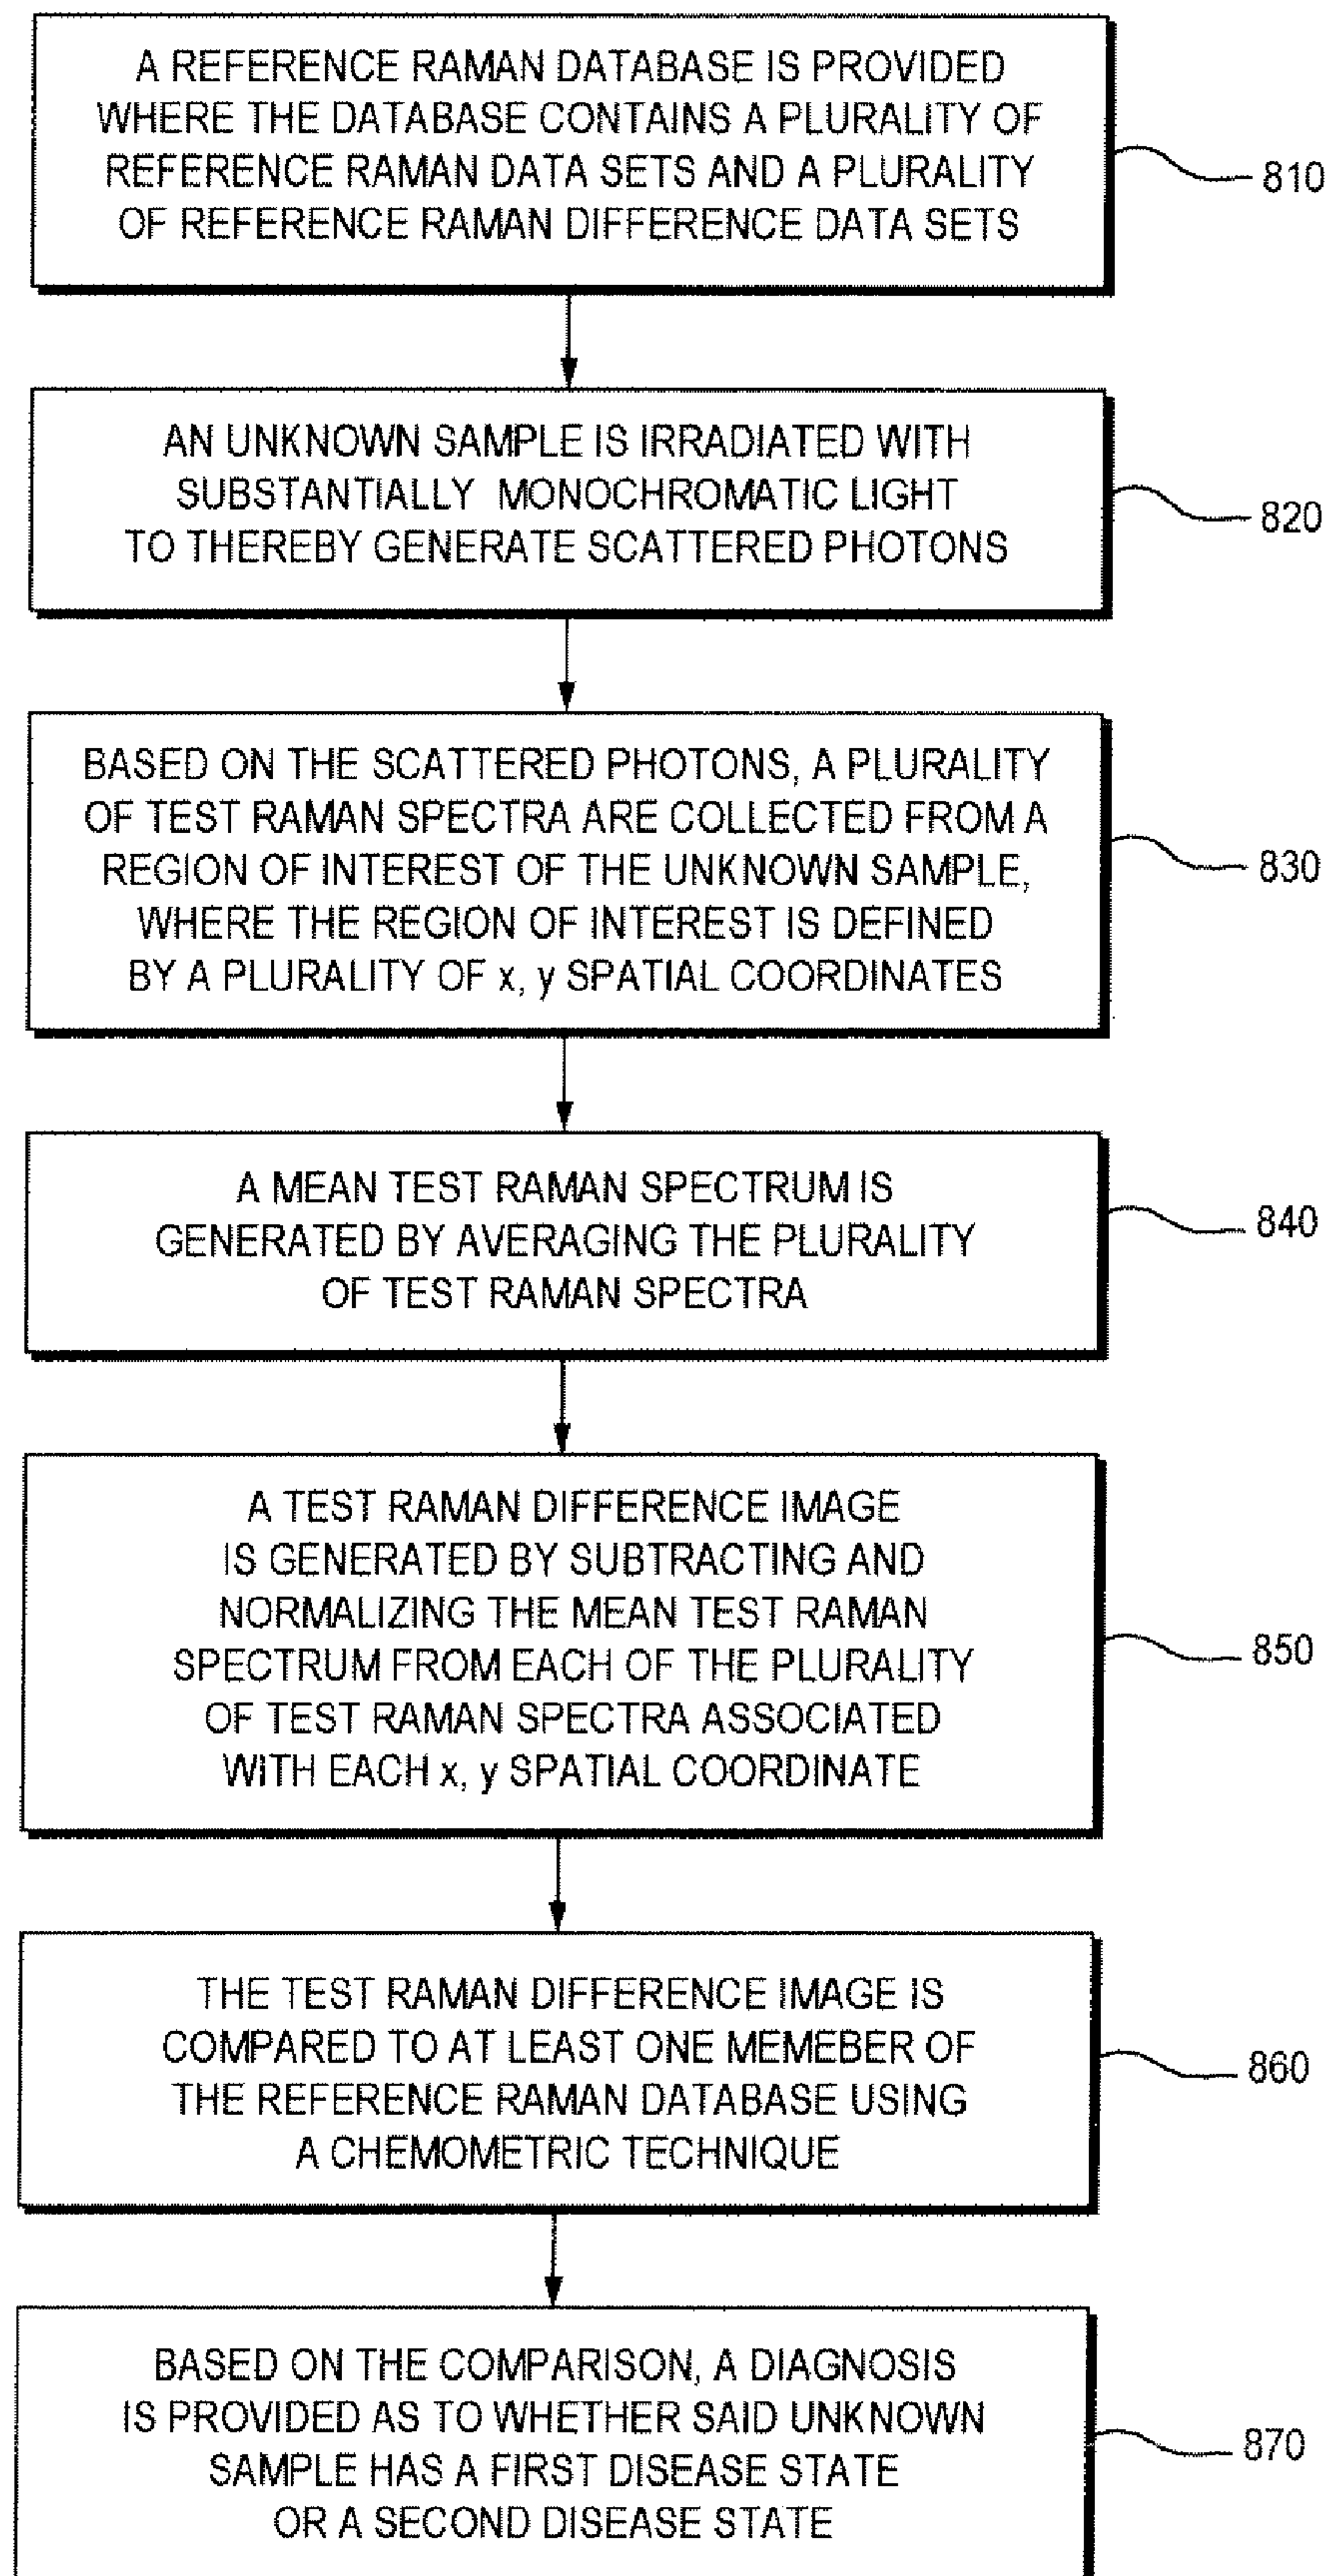 A REFERENCE RAMAN DATABASE IS PROVIDED
WHERE THE DATABASE CONTAINS A PLURALITY OF
REFERENCE RAMAN DATA SETS AND A PLURALITY
OF REFERENCE RAMAN DIFFERENCE DATA SETS
810
AN UNKNOWN SAMPLE IS IRRADIATED WITH
SUBSTANTIALLY MONOCHROMATIC LIGHT
TO THEREBY GENERATE SCATTERED PHOTONS
820
BASED ON THE SCATTERED PHOTONS, A PLURALITY
OF TEST RAMAN SPECTRA ARE COLLECTED FROM A
REGION OF INTEREST OF THE UNKNOWN SAMPLE,
WHERE THE REGION OF INTEREST IS DEFINED
BY A PLURALITY OF x, y SPATIAL COORDINATES
830
A MEAN TEST RAMAN SPECTRUM IS
GENERATED BY AVERAGING THE PLURALITY
OF TEST RAMAN SPECTRA
840
A TEST RAMAN DIFFERENCE IMAGE
IS GENERATED BY SUBTRACTING AND
NORMALIZING THE MEAN TEST RAMAN
SPECTRUM FROM EACH OF THE PLURALITY
OF TEST RAMAN SPECTRA ASSOCIATED
WITH EACH x, y SPATIAL COORDINATE
850
THE TEST RAMAN DIFFERENCE IMAGE IS
COMPARED TO AT LEAST ONE MEMEBER OF
THE REFERENCE RAMAN DATABASE USING
A CHEMOMETRIC TECHNIQUE
860
BASED ON THE COMPARISON, A DIAGNOSIS
IS PROVIDED AS TO WHETHER SAID UNKNOWN
SAMPLE HAS A FIRST DISEASE STATE
OR A SECOND DISEASE STATE
870